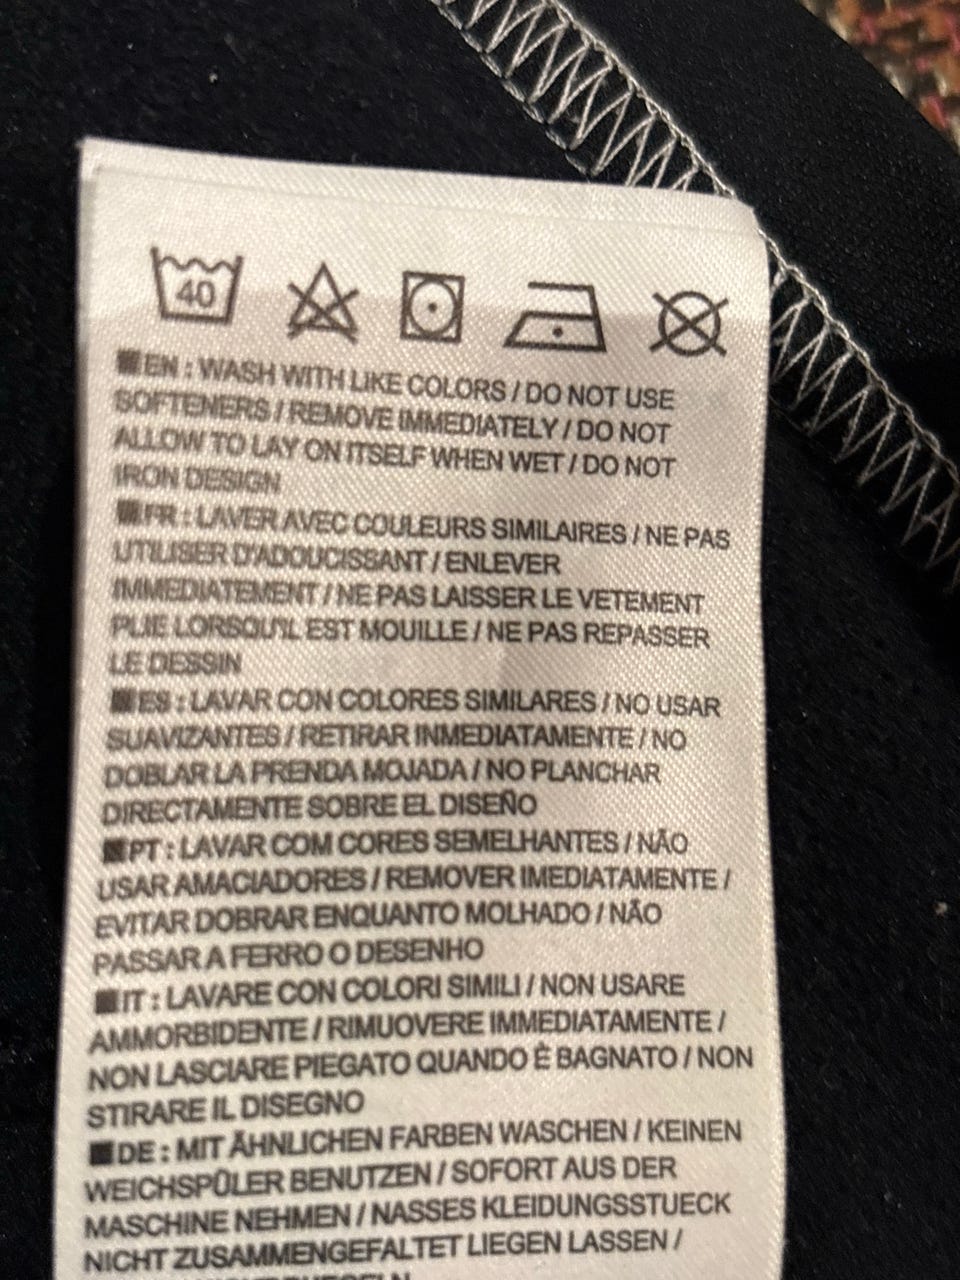 40
EN : WASH WITH LIKE COLORS / DO NOT USE
SOFTENERS / REMOVE IMMEDIATELY / DO NOT
ALLOW TO LAY ON ITSELF WHEN WET / DO NOT
IRON DESIGN
FR : LAVER AVEC COULEURS SIMILAIRES / NE PAS
UTILISER D'ADOUCISSANT / ENLEVER
IMMEDIATEMENT / NE PAS LAISSER LE VETEMENT
PLIE LORSQU'IL EST MOUILLE / NE PAS REPASSER
LE DESSIN
ES : LAVAR CON COLORES SIMILARES / NO USAR
SUAVIZANTES / RETIRAR INMEDIATAMENTE / NO
DOBLAR LA PRENDA MOJADA / NO PLANCHAR
DIRECTAMENTE SOBRE EL DISEÑO
PT : LAVAR COM CORES SEMELHANTES / NÃO
USAR AMACIADORES / REMOVER IMEDIATAMENTE /
EVITAR DOBRAR ENQUANTO MOLHADO / NÃO
PASSAR A FERRO O DESENHO
IT : LAVARE CON COLORI SIMILI / NON USARE
AMMORBIDENTE / RIMUOVERE IMMEDIATAMENTE /
NON LASCIARE PIEGATO QUANDO È BAGNATO / NON
STIRARE IL DISEGNO
DE : MIT ÄHNLICHEN FARBEN WASCHEN / KEINEN
WEICHSPÜLER BENUTZEN / SOFORT AUS DER
MASCHINE NEHMEN / NASSES KLEIDUNGSSTUECK
NICHT ZUSAMMENGEFALTET LIEGEN LASSEN /